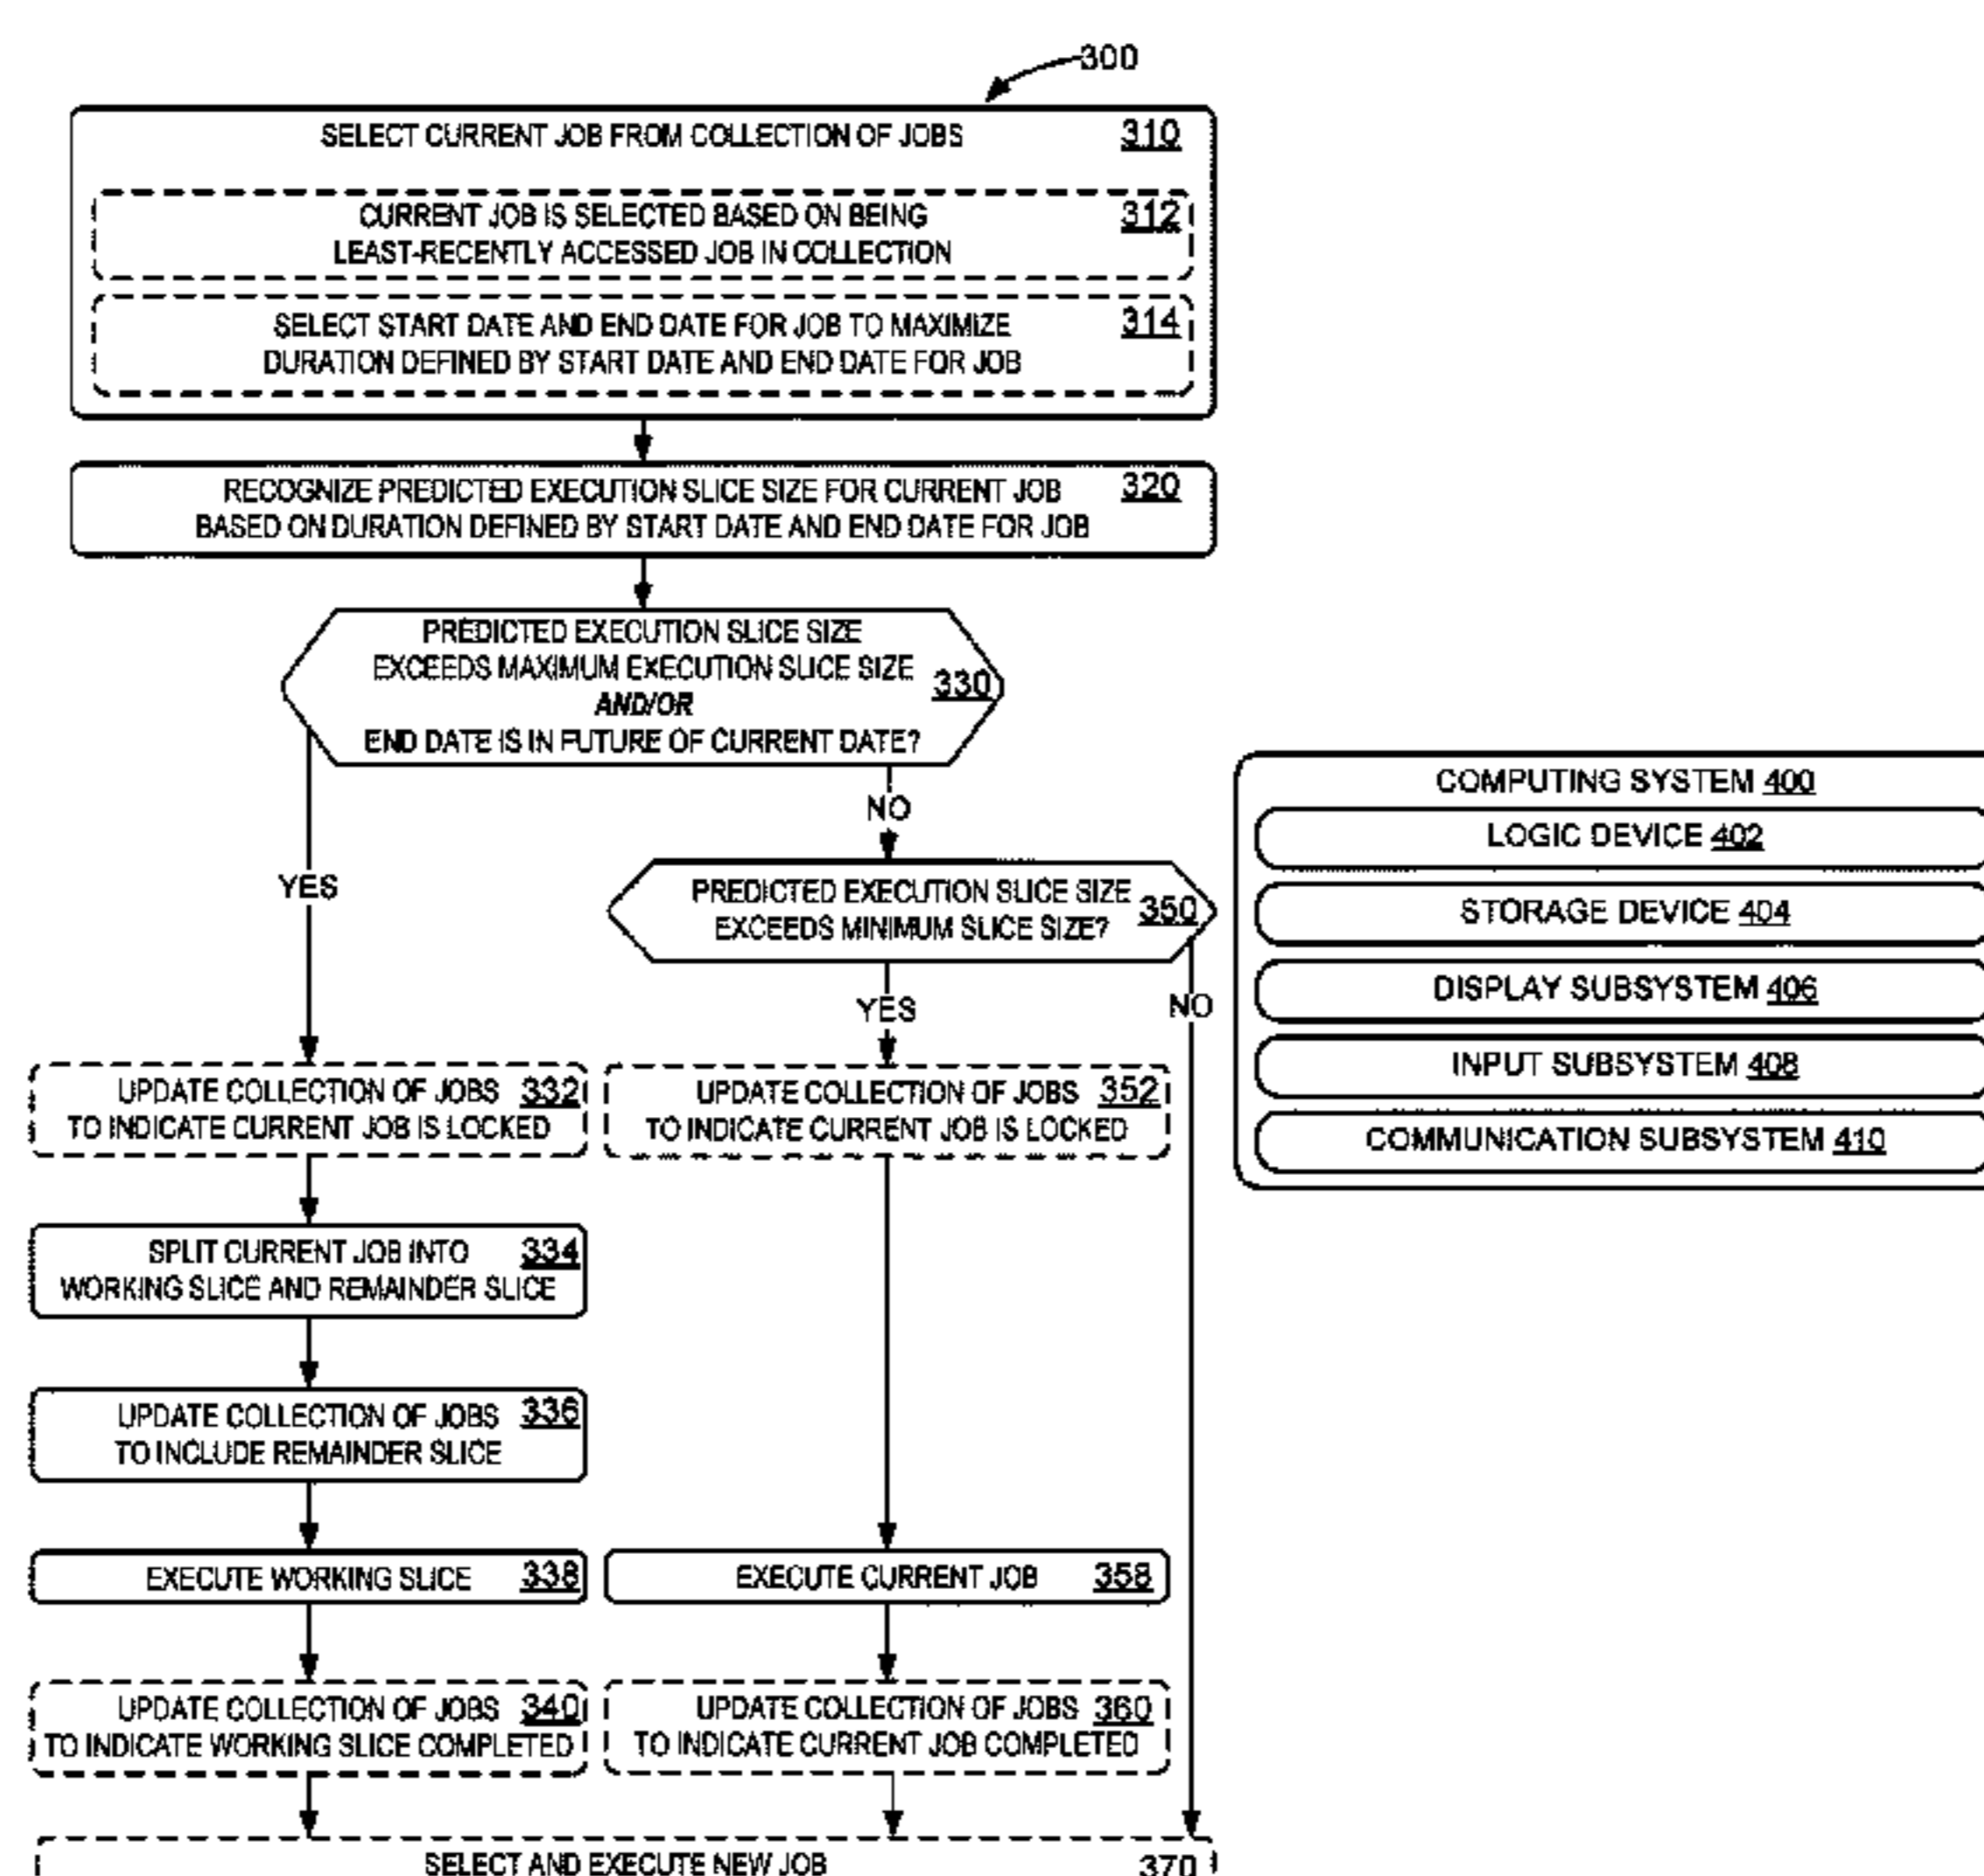 300
SELECT CURRENT JOB FROM COLLECTION OF JOBS 310
CURRENT JOB IS SELECTED BASED ON BEING 312
LEAST-RECENTLY ACCESSED JOB IN COLLECTION
SELECT START DATE AND END DATE FOR JOB TO MAXIMIZE 314
DURATION DEFINED BY START DATE AND END DATE FOR JOB
RECOGNIZE PREDICTED EXECUTION SLICE SIZE FOR CURRENT JOB 320
BASED ON DURATION DEFINED BY START DATE AND END DATE FOR JOB
PREDICTED EXECUTION SLICE SIZE
EXCEEDS MAXIMUM EXECUTION SLICE SIZE 330
AND/OR
END DATE IS IN FUTURE OF CURRENT DATE?
NO
YES
PREDICTED EXECUTION SLICE SIZE 350
EXCEEDS MINIMUM SLICE SIZE?
YES
NO
UPDATE COLLECTION OF JOBS 332
TO INDICATE CURRENT JOB IS LOCKED
UPDATE COLLECTION OF JOBS 352
TO INDICATE CURRENT JOB IS LOCKED
SPLIT CURRENT JOB INTO 334
WORKING SLICE AND REMAINDER SLICE
UPDATE COLLECTION OF JOBS 336
TO INCLUDE REMAINDER SLICE
EXECUTE WORKING SLICE 338
EXECUTE CURRENT JOB 358
UPDATE COLLECTION OF JOBS 340
TO INDICATE WORKING SLICE COMPLETED
UPDATE COLLECTION OF JOBS 360
TO INDICATE CURRENT JOB COMPLETED
SELECT AND EXECUTE NEW JOB 370
COMPUTING SYSTEM 400
LOGIC DEVICE 402
STORAGE DEVICE 404
DISPLAY SUBSYSTEM 406
INPUT SUBSYSTEM 408
COMMUNICATION SUBSYSTEM 410